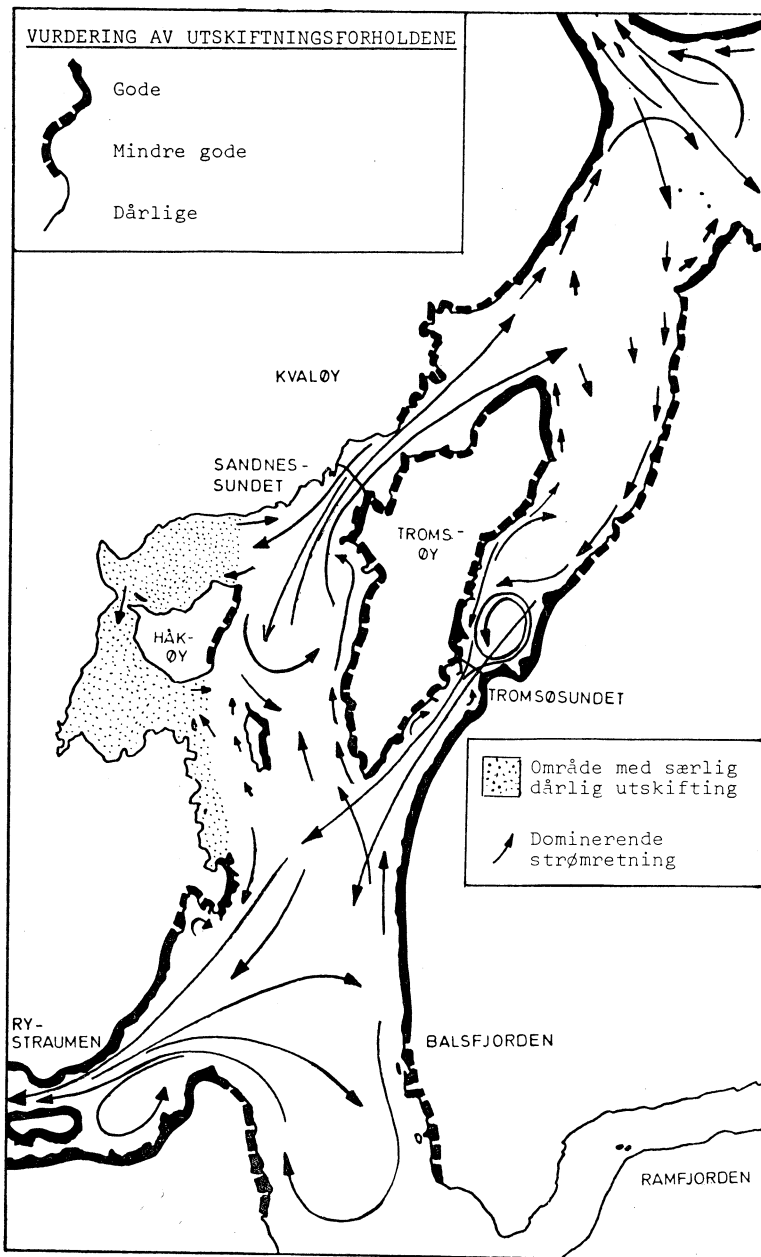 VURDERING AV UTSKIFTNINGSFORHOLDENE
Gode
Mindre gode
Dårlige
KVALØY
SANDNES-
SUNDET
TROMS-
ØY
HÅK-
ØY
TROMSØSUNDET
Område med særlig
dårlig utskifting
Dominerende
strømretning
RY-
STRAUMEN
BALSFJORDEN
RAMFJORDEN